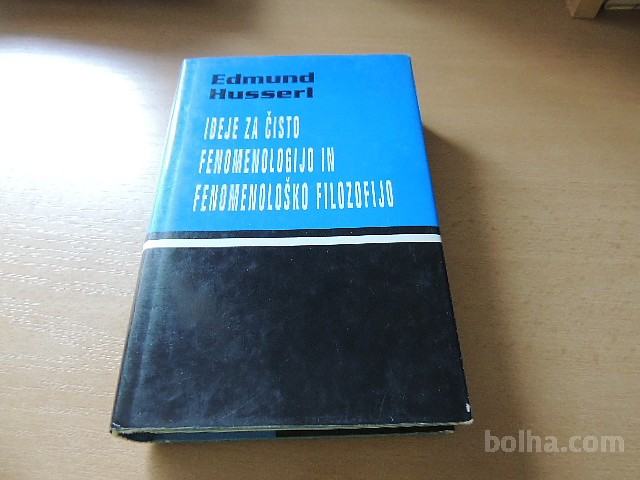 Edmund
Husserl
IDEJE ZA ČISTO
FENOMENOLOGIJO IN
FENOMENOLOŠKO FILOZOFIJO
bolha.com